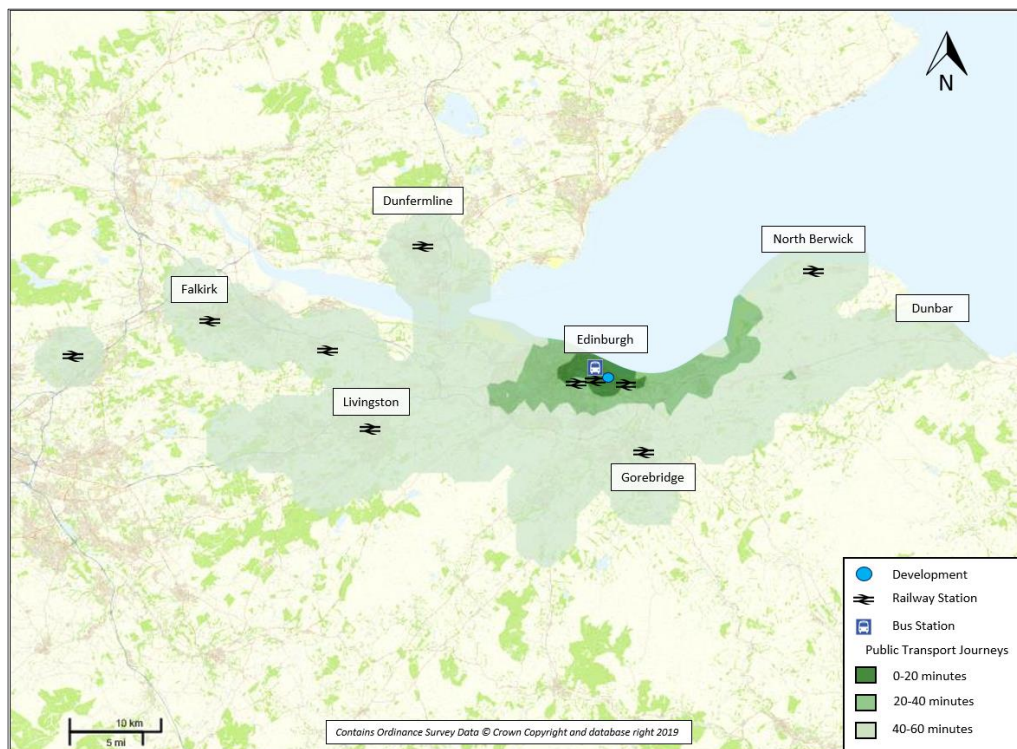 N
Dunfermline
North Berwick
Falkirk
Dunbar
Edinburgh
Livingston
Gorebridge
Development
Railway Station
Bus Station
Public Transport Journeys
0-20 minutes
20-40 minutes
40-60 minutes
10 km
5 mi
Contains Ordinance Survey Data © Crown Copyright and database right 2019